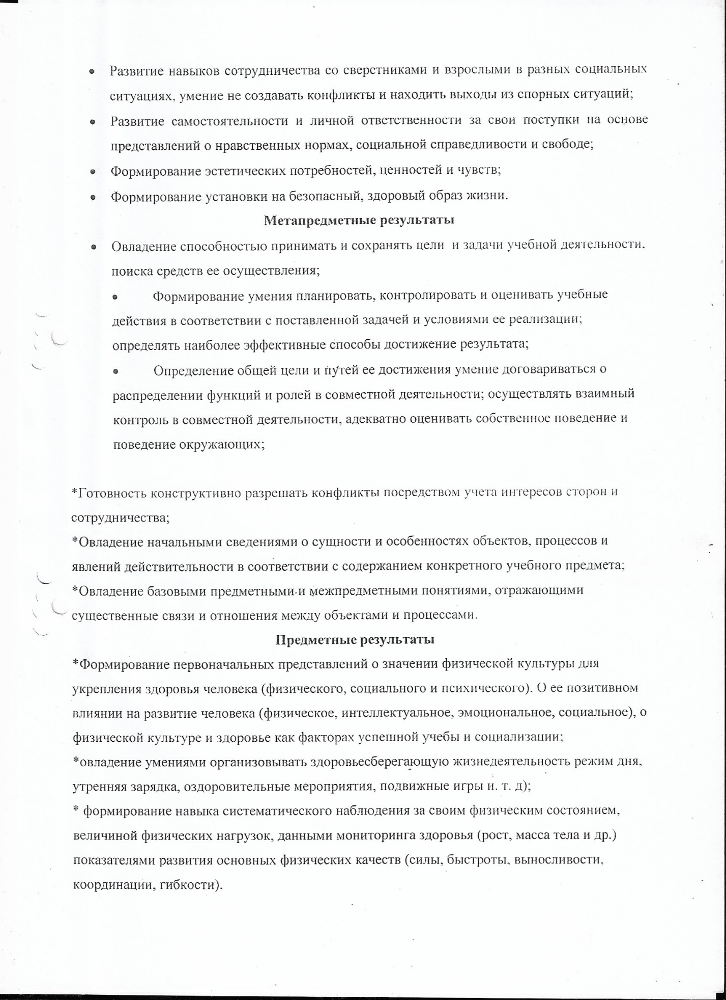 • Развитие навыков сотрудничества со сверстниками и взрослыми в разных социальных
ситуациях, умение не создавать конфликты и находить выходы из спорных ситуаций;
• Развитие самостоятельности и личной ответственности за свои поступки на основе
представлений о нравственных нормах, социальной справедливости и свободе;
• Формирование эстетических потребностей, ценностей и чувств;
• Формирование установки на безопасный, здоровый образ жизни.
Метапредметные результаты
• Овладение способностью принимать и сохранять цели и задачи учебной деятельности,
поиска средств ее осуществления;
• Формирование умения планировать, контролировать и оценивать учебные
действия в соответствии с поставленной задачей и условиями ее реализации;
определять наиболее эффективные способы достижение результата;
• Определение общей цели и путей ее достижения умение договариваться о
распределении функций и ролей в совместной деятельности; осуществлять взаимный
контроль в совместной деятельности, адекватно оценивать собственное поведение и
поведение окружающих;
*Готовность конструктивно разрешать конфликты посредством учета интересов сторон и
сотрудничества;
*Овладение начальными сведениями о сущности и особенностях объектов, процессов и
явлений действительности в соответствии с содержанием конкретного учебного предмета;
*Овладение базовыми предметными и межпредметными понятиями, отражающими
существенные связи и отношения между объектами и процессами.
Предметные результаты
*Формирование первоначальных представлений о значении физической культуры для
укрепления здоровья человека (физического, социального и психического). О ее позитивном
влиянии на развитие человека (физическое, интеллектуальное, эмоциональное, социальное), о
физической культуре и здоровье как факторах успешной учебы и социализации;
*овладение умениями организовывать здоровьесберегающую жизнедеятельность режим дня,
утренняя зарядка, оздоровительные мероприятия, подвижные игры и. т. д);
* формирование навыка систематического наблюдения за своим физическим состоянием,
величиной физических нагрузок, данными мониторинга здоровья (рост, масса тела и др.)
показателями развития основных физических качеств (силы, быстроты, выносливости,
координации, гибкости).